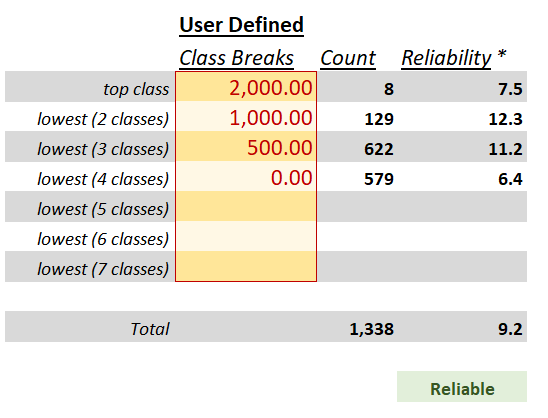 User Defined
Class Breaks Count Reliability *
top class 2,000.00 8 7.5
lowest (2 classes) 1,000.00 129 12.3
lowest (3 classes) 500.00 622 11.2
lowest (4 classes) 0.00 579 6.4
lowest (5 classes)
lowest (6 classes)
lowest (7 classes)
Total 1,338 9.2
Reliable